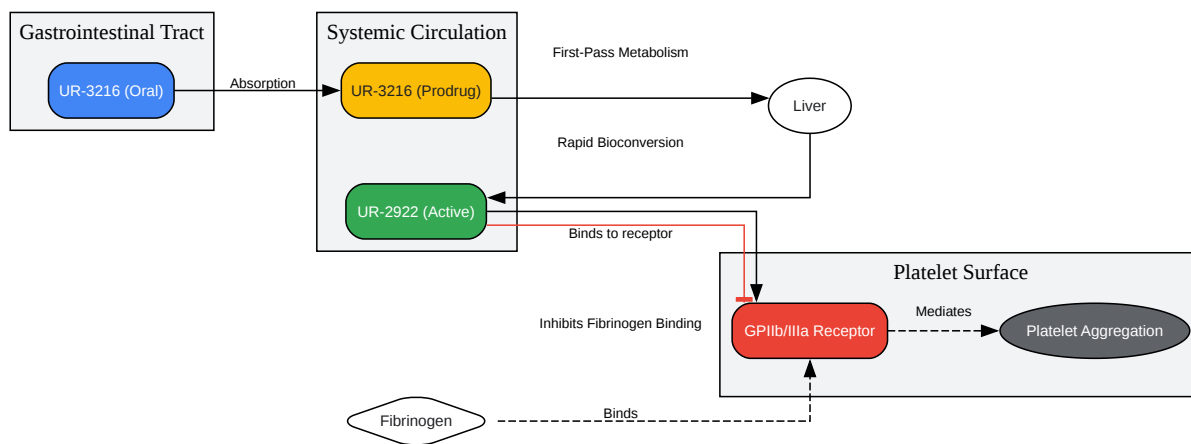 Gastrointestinal Tract
Systemic Circulation
First-Pass Metabolism
UR-3216 (Oral)
Absorption
UR-3216 (Prodrug)
Liver
Rapid Bioconversion
UR-2922 (Active)
Binds to receptor
Platelet Surface
Inhibits Fibrinogen Binding
GPIIb/IIIa Receptor
Mediates
Platelet Aggregation
Fibrinogen
Binds